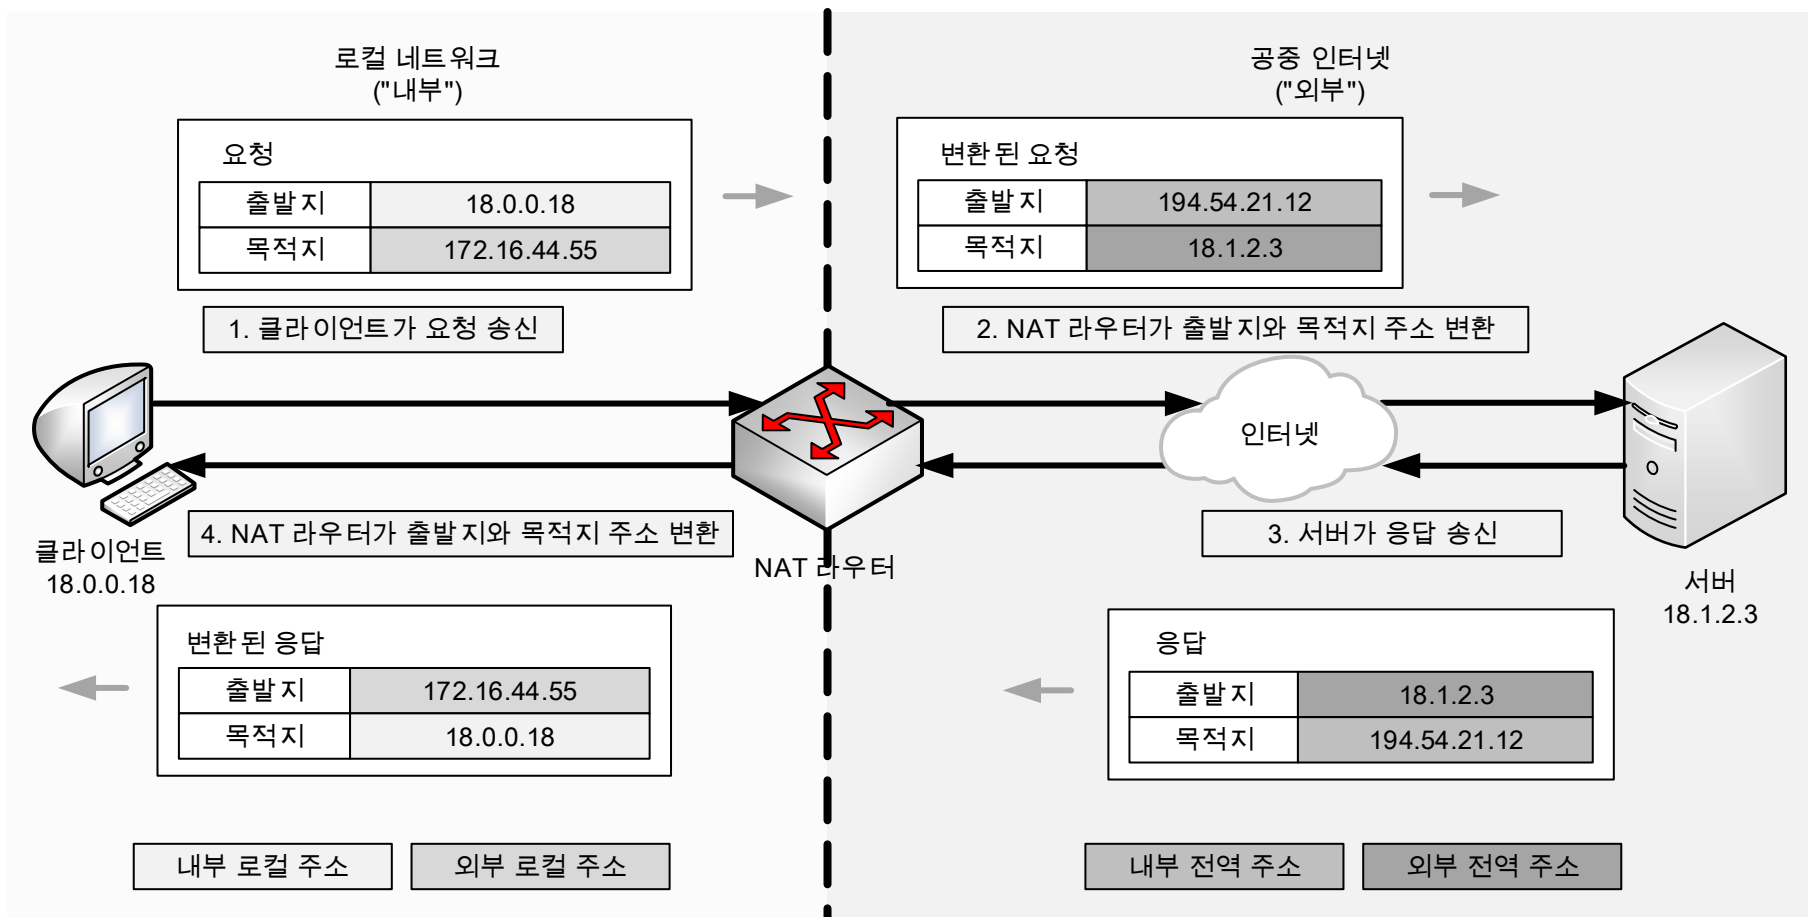 로컬 네트워크
("내부")
공중 인터넷
("외부")
요청
출발지 18.0.0.18
목적지 172.16.44.55
변환된 요청
출발지 194.54.21.12
목적지 18.1.2.3
1. 클라이언트가 요청 송신
2. NAT 라우터가 출발지와 목적지 주소 변환
인터넷
4. NAT 라우터가 출발지와 목적지 주소 변환
3. 서버가 응답 송신
클라이언트
18.0.0.18
NAT 라우터
서버
18.1.2.3
변환된 응답
출발지 172.16.44.55
목적지 18.0.0.18
응답
출발지 18.1.2.3
목적지 194.54.21.12
내부 로컬 주소
외부 로컬 주소
내부 전역 주소
외부 전역 주소